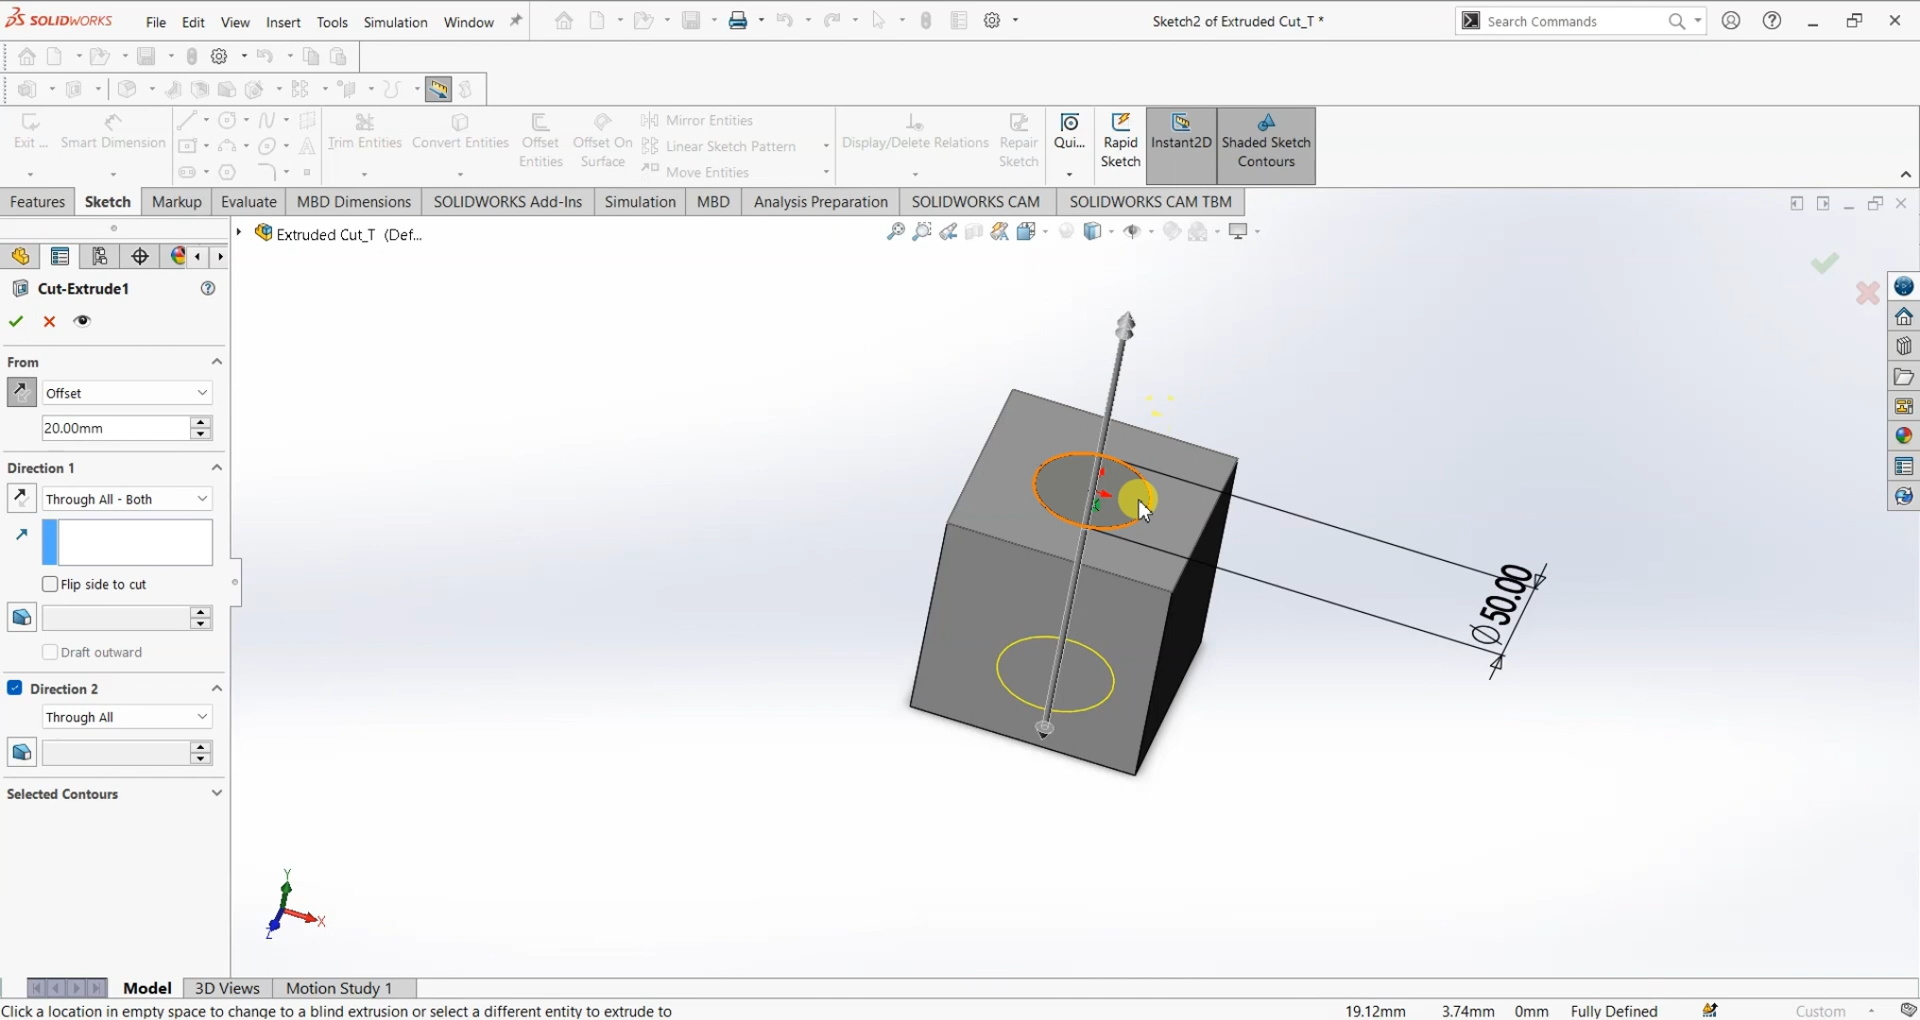 SOLIDWORKS File Edit View Insert Tools Simulation Window Sketch2 of Extruded Cut_T * Search Commands
Exit ... Smart Dimension Trim Entities Convert Entities Offset Entities Offset On Surface Mirror Entities Linear Sketch Pattern Move Entities Display/Delete Relations Repair Sketch Qui... Rapid Sketch Instant2D Shaded Sketch Contours
Features Sketch Markup Evaluate MBD Dimensions SOLIDWORKS Add-Ins Simulation MBD Analysis Preparation SOLIDWORKS CAM SOLIDWORKS CAM TBM
Extruded Cut_T (Def...
Cut-Extrude1
From
Offset
20.00mm
Direction 1
Through All - Both
Flip side to cut
Draft outward
Direction 2
Through All
Selected Contours
Ø 50.00
Y
X
Z
Model 3D Views Motion Study 1
Click a location in empty space to change to a blind extrusion or select a different entity to extrude to 19.12mm 3.74mm 0mm Fully Defined Custom